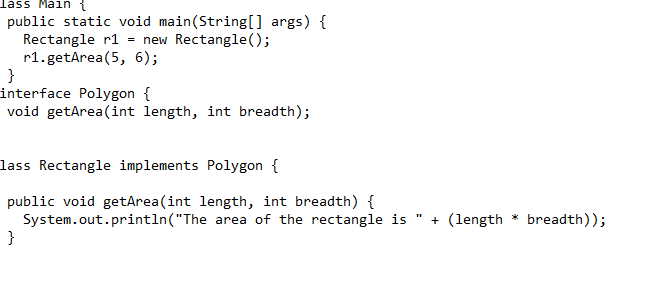 lass Main {
public static void main(String[] args) {
Rectangle r1 = new Rectangle();
r1.getArea(5, 6);
}
interface Polygon {
void getArea(int length, int breadth);
lass Rectangle implements Polygon {
public void getArea(int length, int breadth) {
System.out.println("The area of the rectangle is " + (length * breadth));
}